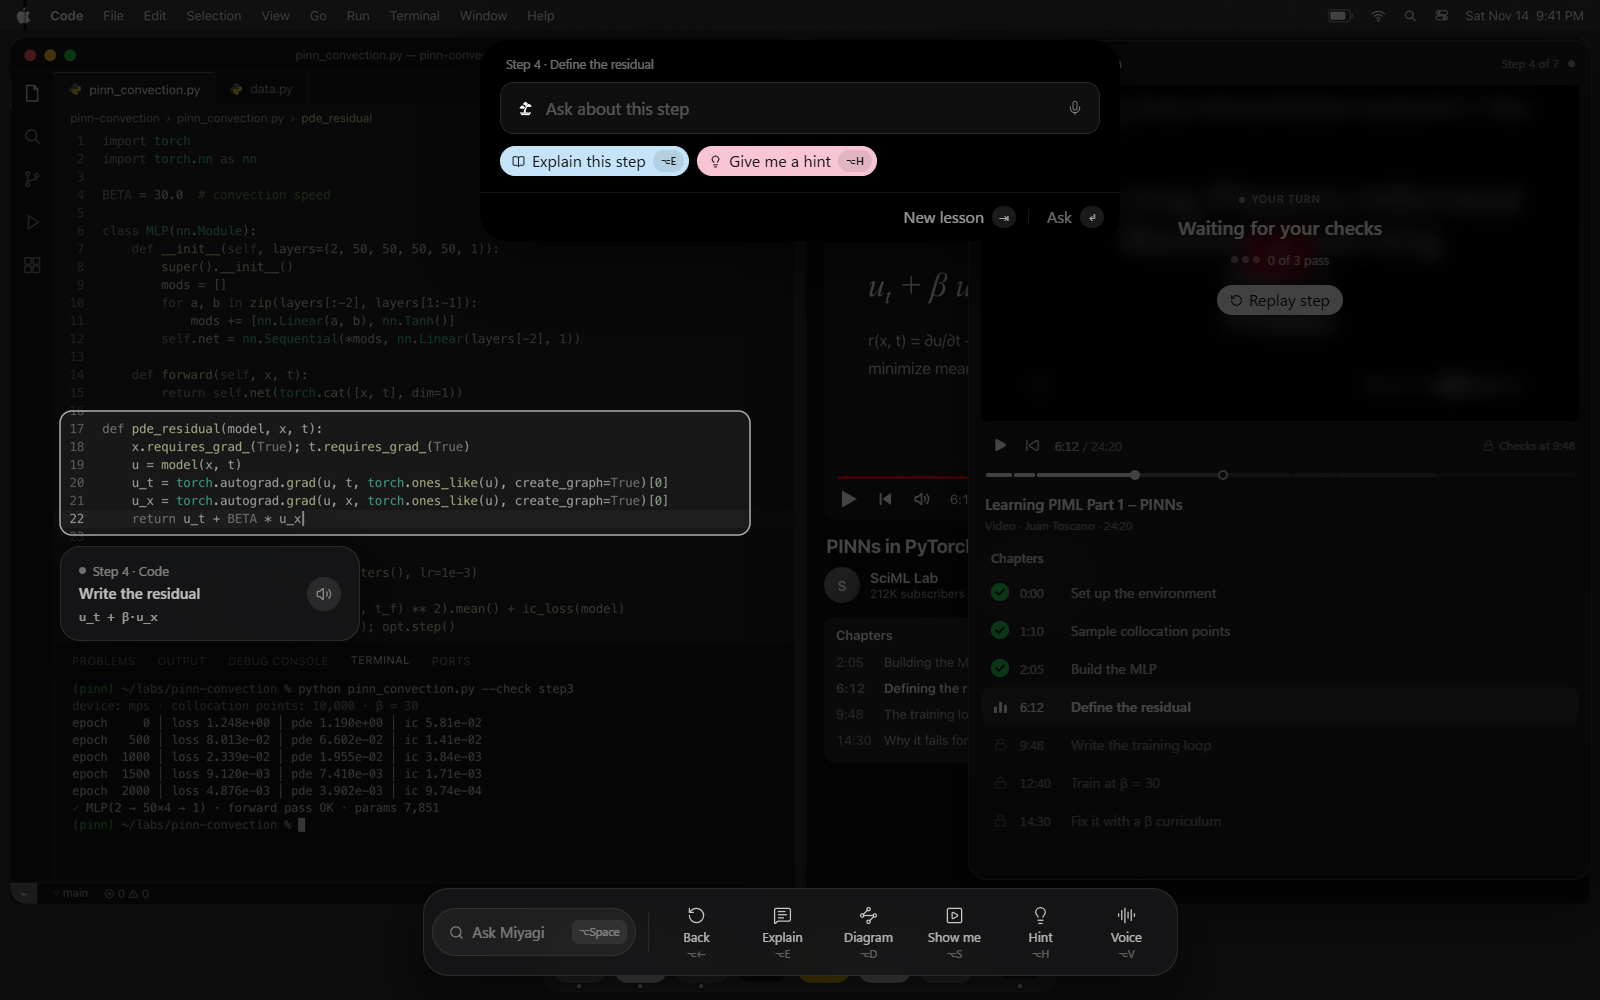 Code File Edit Selection View Go Run Terminal Window Help
Sat Nov 14 9:41 PM
pinn_convection.py — pinn-conve
pinn_convection.py
data.py
pinn-convection › pinn_convection.py › pde_residual
1 import torch
2 import torch.nn as nn
3
4 BETA = 30.0 # convection speed
5
6 class MLP(nn.Module):
7 def __init__(self, layers=(2, 50, 50, 50, 50, 1)):
8 super().__init__()
9 mods = []
10 for a, b in zip(layers[:-2], layers[1:-1]):
11 mods += [nn.Linear(a, b), nn.Tanh()]
12 self.net = nn.Sequential(*mods, nn.Linear(layers[-2], 1))
13
14 def forward(self, x, t):
15 return self.net(torch.cat([x, t], dim=1))
16
17 def pde_residual(model, x, t):
18 x.requires_grad_(True); t.requires_grad_(True)
19 u = model(x, t)
20 u_t = torch.autograd.grad(u, t, torch.ones_like(u), create_graph=True)[0]
21 u_x = torch.autograd.grad(u, x, torch.ones_like(u), create_graph=True)[0]
22 return u_t + BETA * u_x
23
ters(), lr=1e-3)
, t_f) ** 2).mean() + ic_loss(model)
); opt.step()
Step 4 · Code
Write the residual
u_t + β·u_x
PROBLEMS OUTPUT DEBUG CONSOLE TERMINAL PORTS
(pinn) ~/labs/pinn-convection % python pinn_convection.py --check step3
device: mps · collocation points: 10,000 · β = 30
epoch 0 | loss 1.248e+00 | pde 1.190e+00 | ic 5.81e-02
epoch 500 | loss 8.013e-02 | pde 6.602e-02 | ic 1.41e-02
epoch 1000 | loss 2.339e-02 | pde 1.955e-02 | ic 3.84e-03
epoch 1500 | loss 9.120e-03 | pde 7.410e-03 | ic 1.71e-03
epoch 2000 | loss 4.876e-03 | pde 3.902e-03 | ic 9.74e-04
✓ MLP(2 → 50×4 → 1) · forward pass OK · params 7,851
(pinn) ~/labs/pinn-convection %
main 0 0
Step 4 · Define the residual
Ask about this step
Explain this step ⌥E
Give me a hint ⌥H
New lesson ⇥
Ask ↵
u_t + β u
r(x, t) = ∂u/∂t
minimize mea
6:1
PINNs in PyTorc
S
SciML Lab
212K subscribers
Chapters
2:05 Building the M
6:12 Defining the r
9:48 The training lo
14:30 Why it fails for
Step 4 of 7
YOUR TURN
Waiting for your checks
0 of 3 pass
Replay step
6:12 / 24:20
Checks at 9:48
Learning PIML Part 1 – PINNs
Video · Juan Toscano · 24:20
Chapters
0:00 Set up the environment
1:10 Sample collocation points
2:05 Build the MLP
6:12 Define the residual
9:48 Write the training loop
12:40 Train at β = 30
14:30 Fix it with a β curriculum
Ask Miyagi ⌥Space
Back ⌥←
Explain ⌥E
Diagram ⌥D
Show me ⌥S
Hint ⌥H
Voice ⌥V